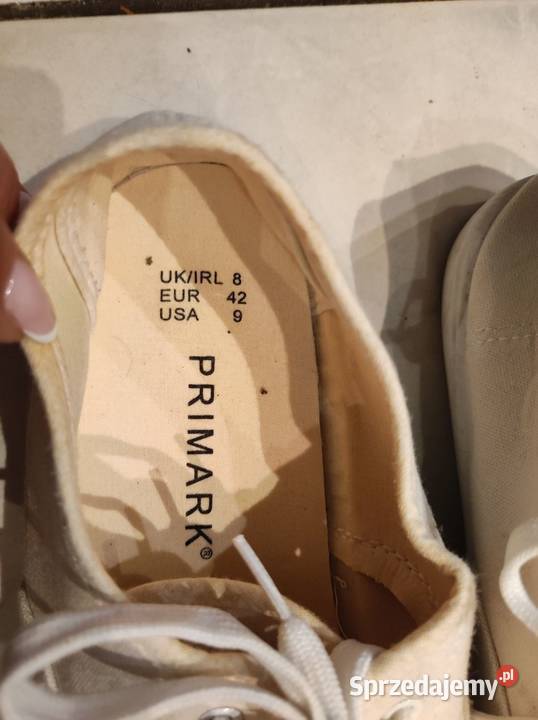 UK/IRL 8
EUR 42
USA 9
PRIMARK®
Sprzedajemy.pl